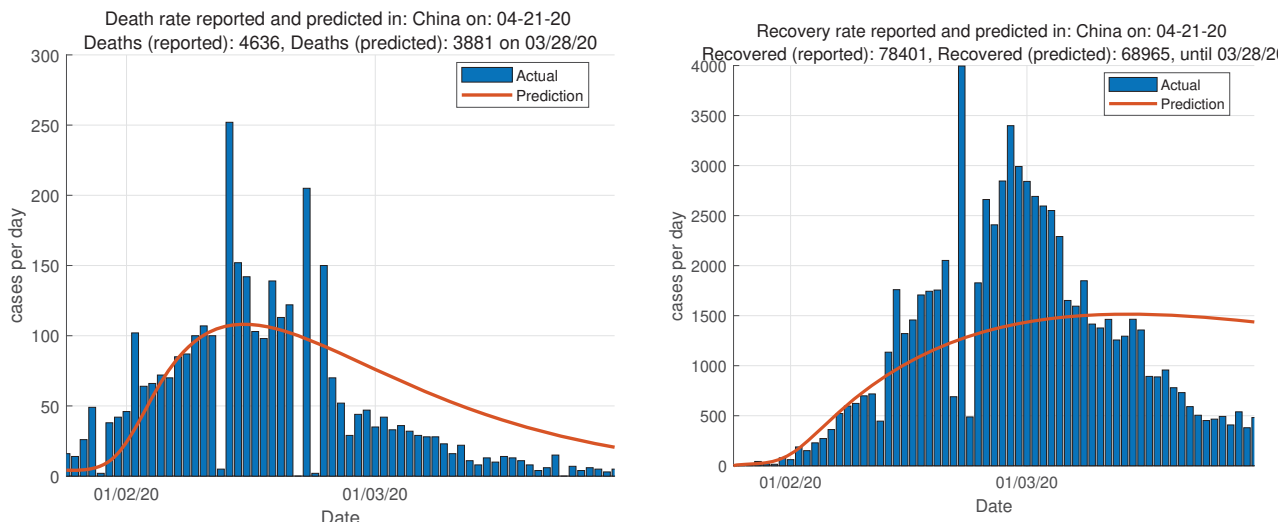 Death rate reported and predicted in: China on: 04-21-20
Deaths (reported): 4636, Deaths (predicted): 3881 on 03/28/20
300
250
200
150
100
50
0
cases per day
Actual
Prediction
01/02/20
01/03/20
Date
Recovery rate reported and predicted in: China on: 04-21-20
Recovered (reported): 78401, Recovered (predicted): 68965, until 03/28/20
4000
3500
3000
2500
2000
1500
1000
500
0
cases per day
Actual
Prediction
01/02/20
01/03/20
Date